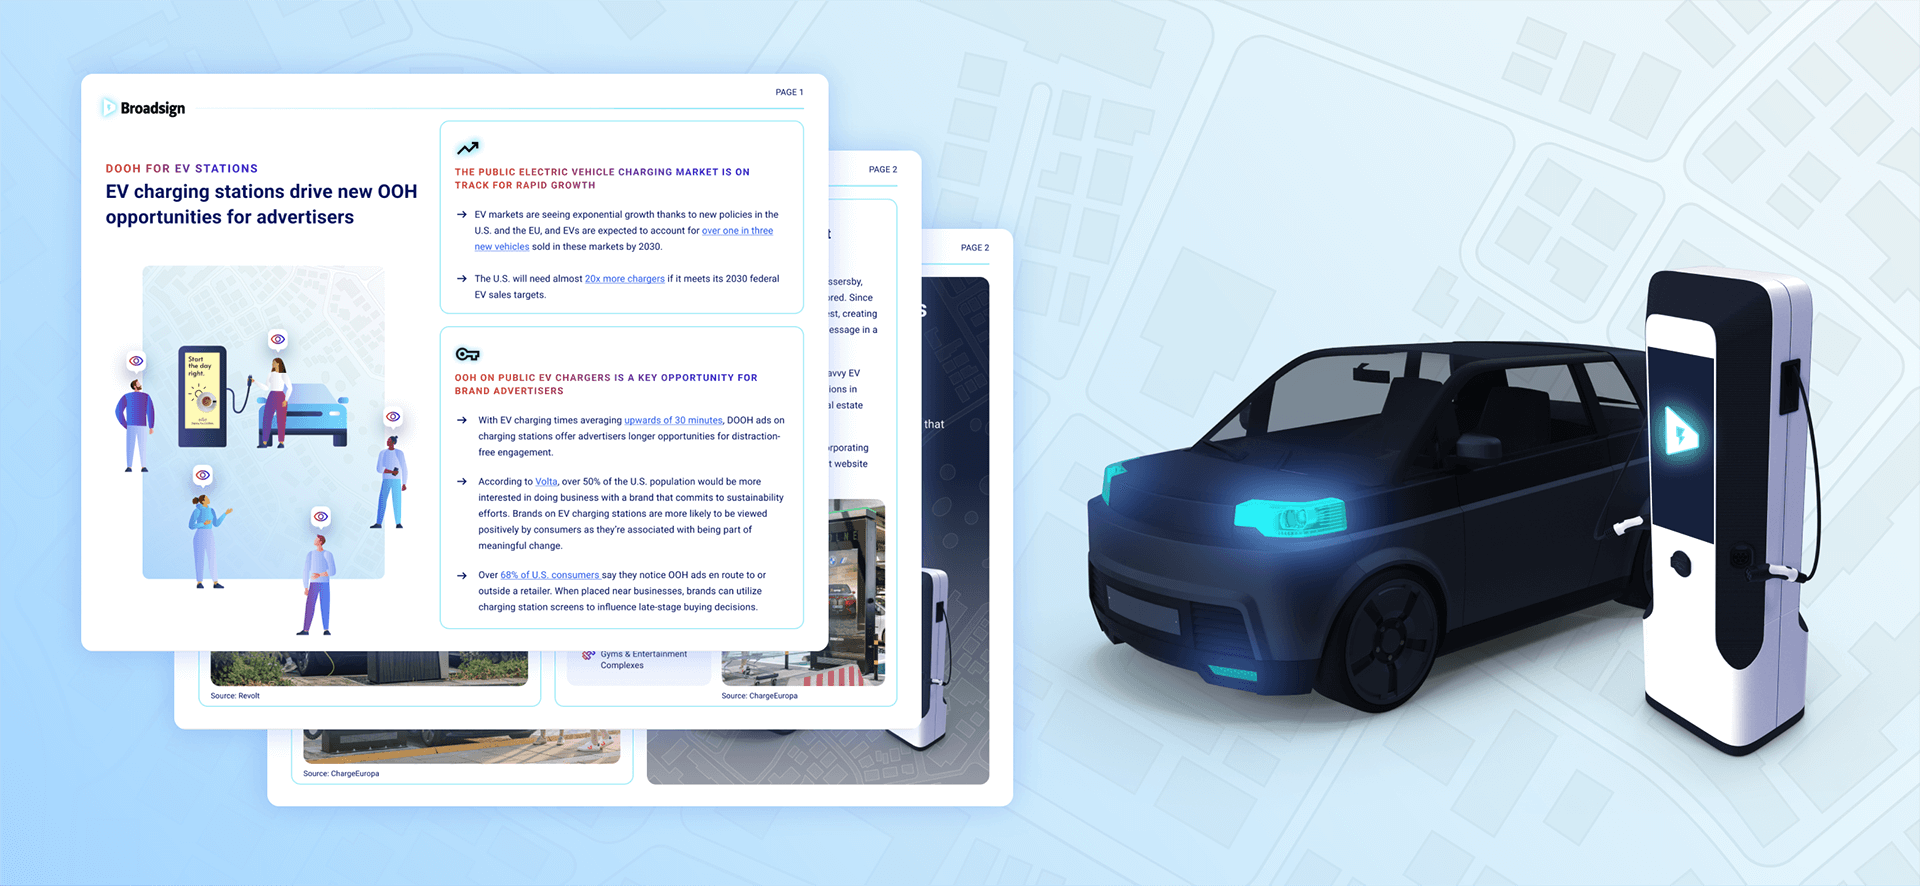 Broadsign
PAGE 1
DOOH FOR EV STATIONS
EV charging stations drive new OOH
opportunities for advertisers
Start
the day
right.
THE PUBLIC ELECTRIC VEHICLE CHARGING MARKET IS ON
TRACK FOR RAPID GROWTH
→ EV markets are seeing exponential growth thanks to new policies in the
U.S. and the EU, and EVs are expected to account for over one in three
new vehicles sold in these markets by 2030.
→ The U.S. will need almost 20x more chargers if it meets its 2030 federal
EV sales targets.
OOH ON PUBLIC EV CHARGERS IS A KEY OPPORTUNITY FOR
BRAND ADVERTISERS
→ With EV charging times averaging upwards of 30 minutes, DOOH ads on
charging stations offer advertisers longer opportunities for distraction-
free engagement.
→ According to Volta, over 50% of the U.S. population would be more
interested in doing business with a brand that commits to sustainability
efforts. Brands on EV charging stations are more likely to be viewed
positively by consumers as they're associated with being part of
meaningful change.
→ Over 68% of U.S. consumers say they notice OOH ads en route to or
outside a retailer. When placed near businesses, brands can utilize
charging station screens to influence late-stage buying decisions.
PAGE 2
t
ssersby,
ored. Since
est, creating
essage in a
avvy EV
ions in
al estate
orporating
t website
Gyms & Entertainment
Complexes
Source: Revolt
Source: ChargeEuropa
PAGE 2
s
that
Source: ChargeEuropa